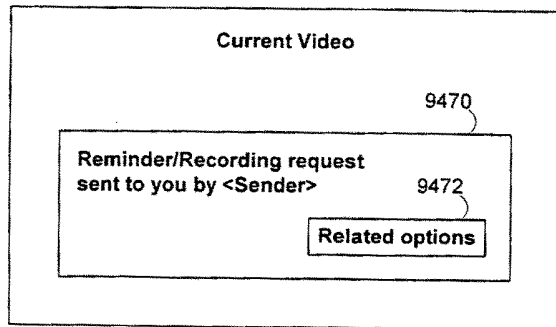 Current Video
9470
Reminder/Recording request
sent to you by <Sender>
9472
Related options